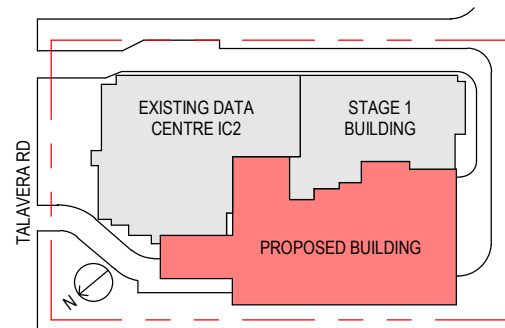 EXISTING DATA
CENTRE IC2
STAGE 1
BUILDING
TALAVERA RD
PROPOSED BUILDING
N